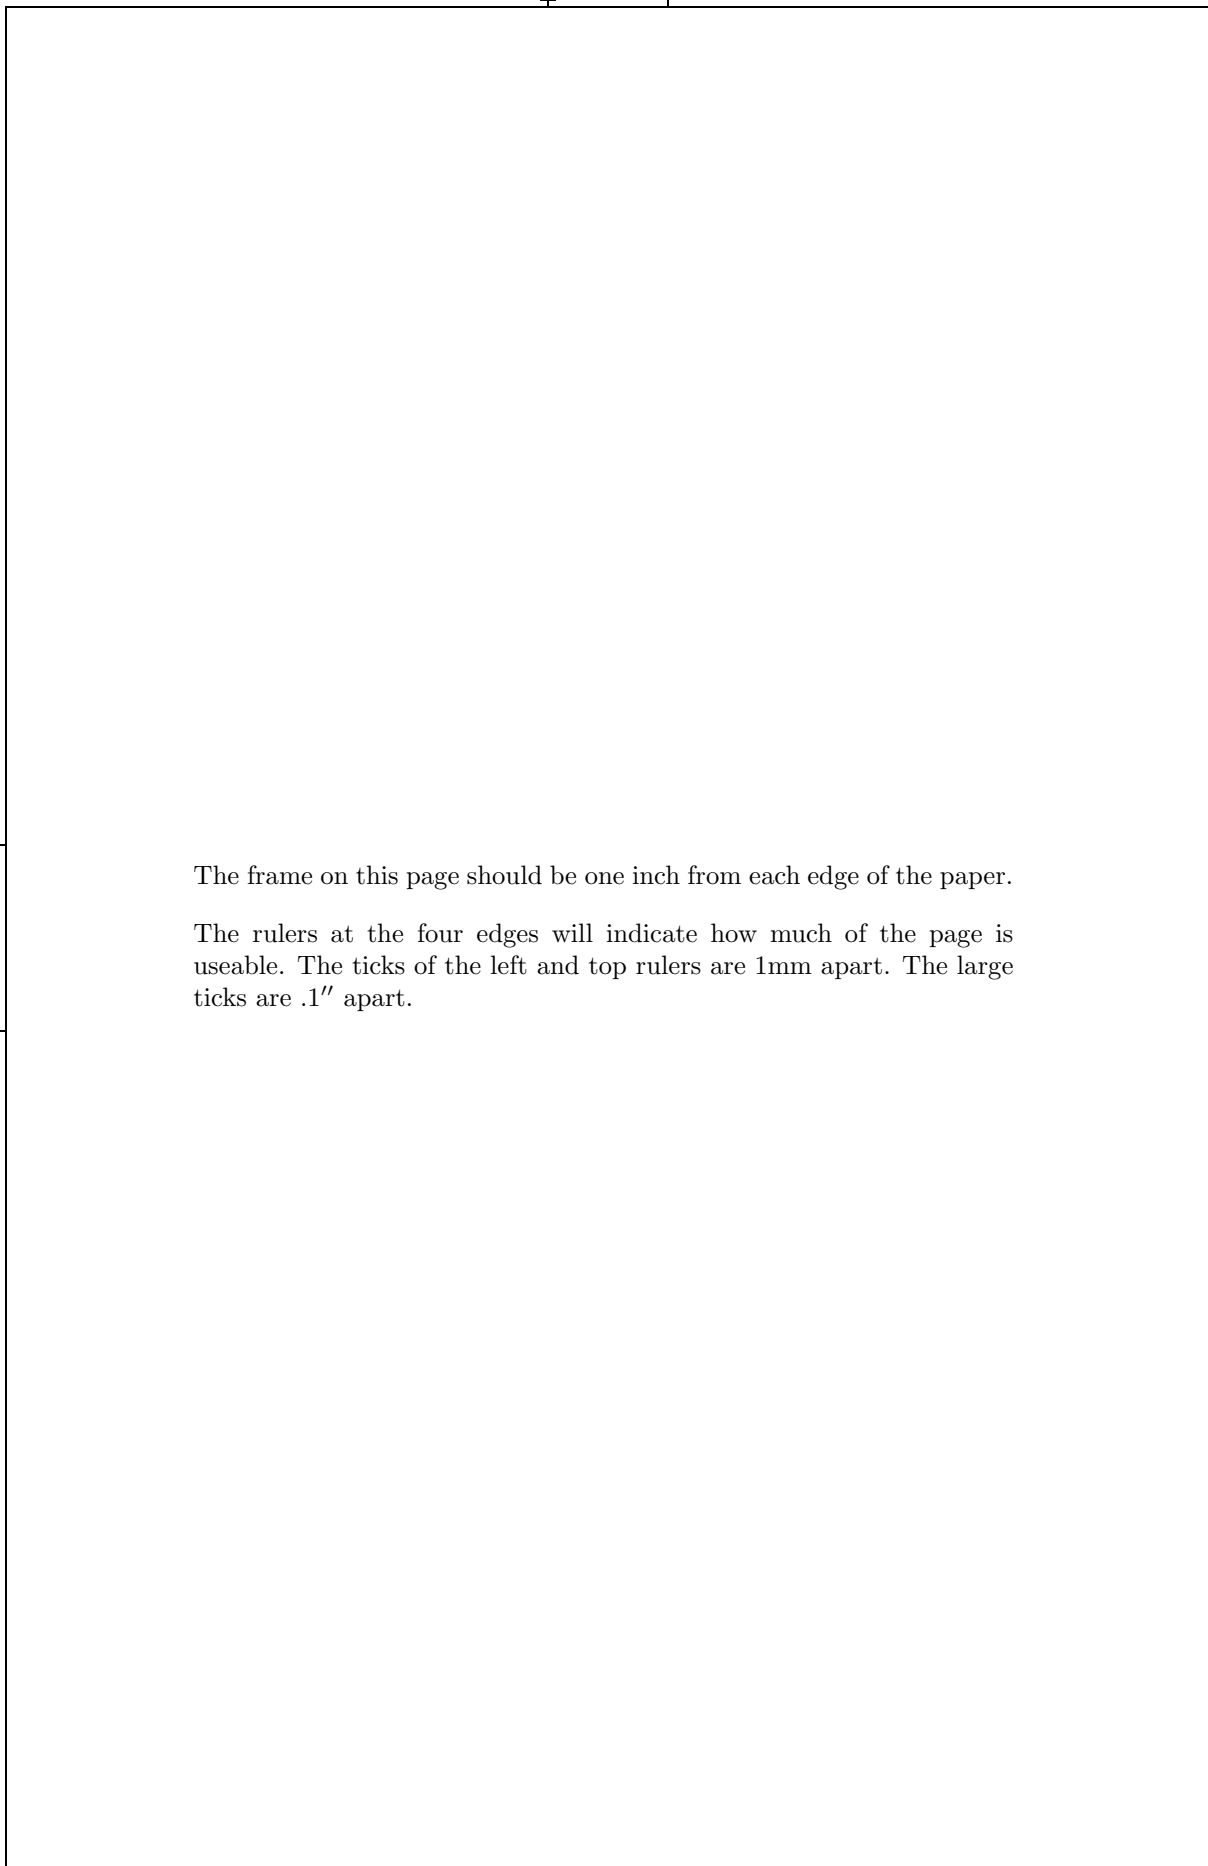 The frame on this page should be one inch from each edge of the paper.
The rulers at the four edges will indicate how much of the page is
useable. The ticks of the left and top rulers are 1mm apart. The large
ticks are .1″ apart.